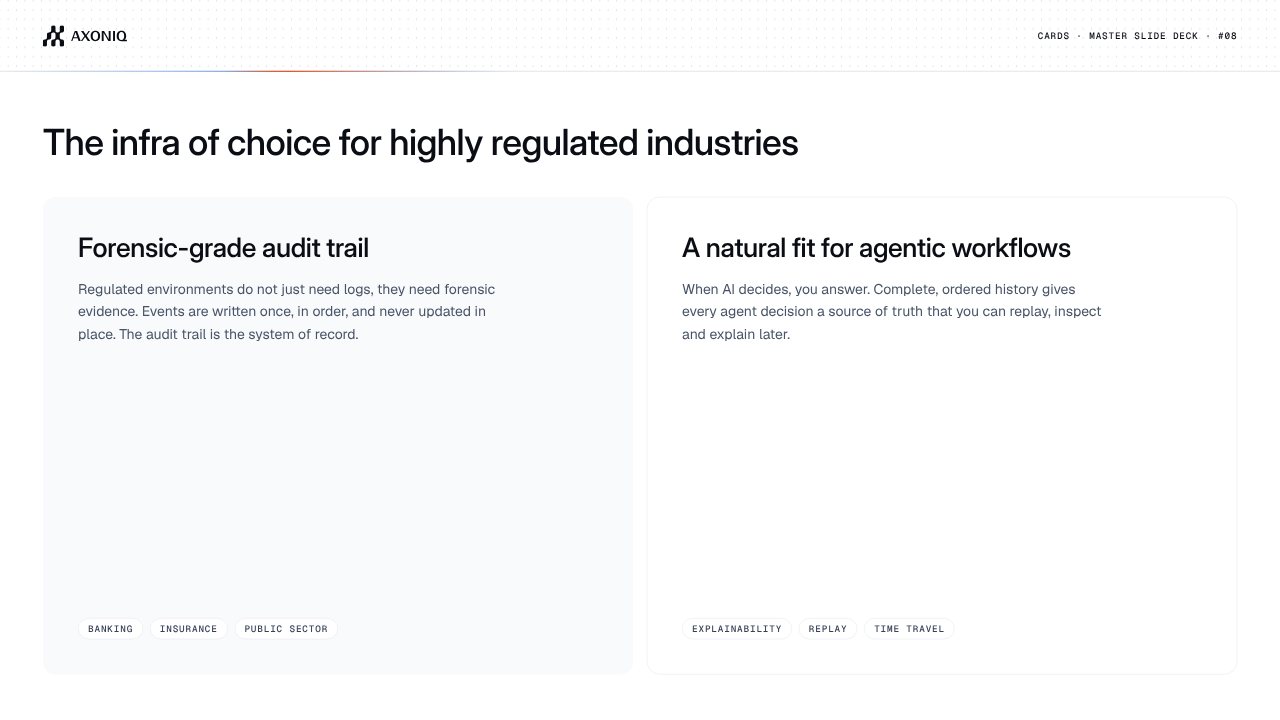 AXONIQ
CARDS · MASTER SLIDE DECK · #08
The infra of choice for highly regulated industries
Forensic-grade audit trail
Regulated environments do not just need logs, they need forensic
evidence. Events are written once, in order, and never updated in
place. The audit trail is the system of record.
BANKING
INSURANCE
PUBLIC SECTOR
A natural fit for agentic workflows
When AI decides, you answer. Complete, ordered history gives
every agent decision a source of truth that you can replay, inspect
and explain later.
EXPLAINABILITY
REPLAY
TIME TRAVEL